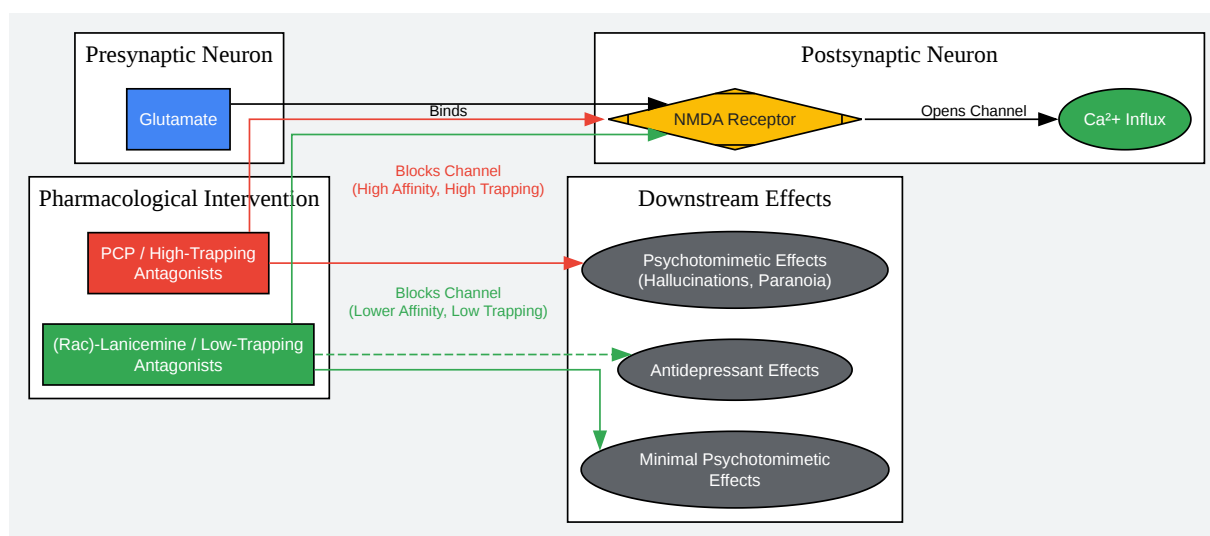 Presynaptic Neuron
Glutamate
Binds
Postsynaptic Neuron
NMDA Receptor
Opens Channel
Ca²+ Influx
Blocks Channel
(High Affinity, High Trapping)
Pharmacological Intervention
PCP / High-Trapping
Antagonists
(Rac)-Lanicemine / Low-Trapping
Antagonists
Blocks Channel
(Lower Affinity, Low Trapping)
Downstream Effects
Psychotomimetic Effects
(Hallucinations, Paranoia)
Antidepressant Effects
Minimal Psychotomimetic
Effects